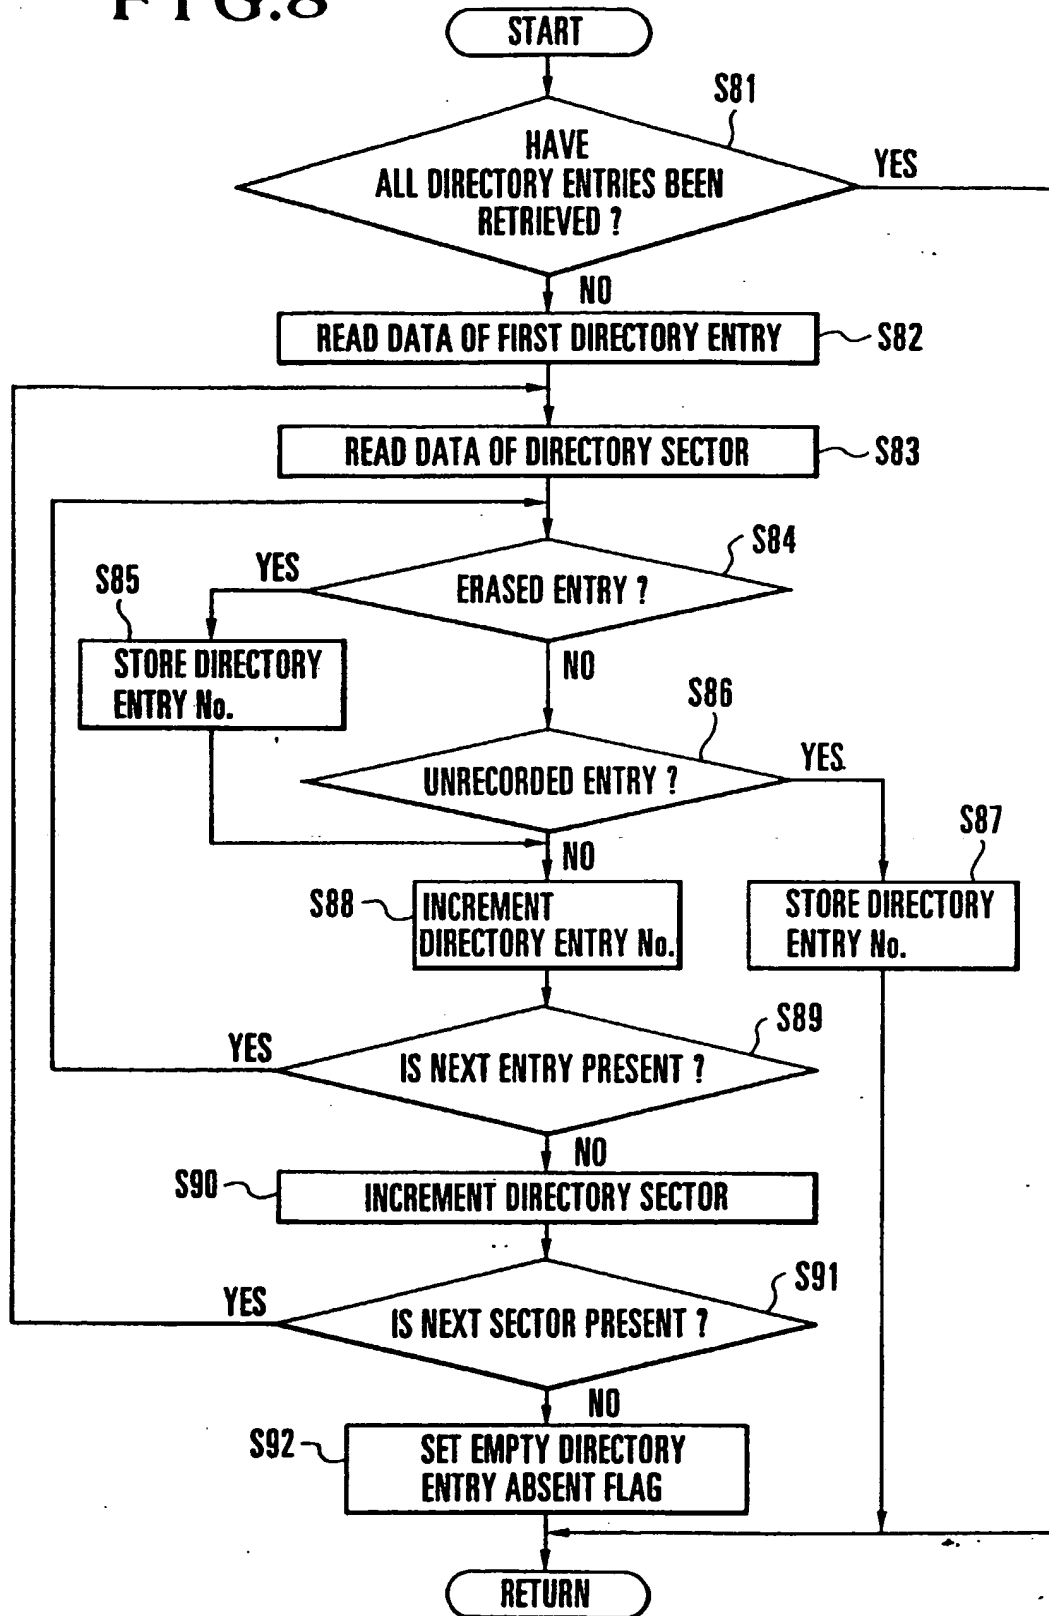 FIG.8
START
S81
HAVE
ALL DIRECTORY ENTRIES BEEN
RETRIEVED ?
YES
NO
READ DATA OF FIRST DIRECTORY ENTRY
S82
READ DATA OF DIRECTORY SECTOR
S83
S84
YES
ERASED ENTRY ?
S85
NO
STORE DIRECTORY
ENTRY No.
S86
UNRECORDED ENTRY ?
YES
S87
NO
S88
INCREMENT
DIRECTORY ENTRY No.
STORE DIRECTORY
ENTRY No.
S89
YES
IS NEXT ENTRY PRESENT ?
NO
S90
INCREMENT DIRECTORY SECTOR
S91
YES
IS NEXT SECTOR PRESENT ?
NO
S92
SET EMPTY DIRECTORY
ENTRY ABSENT FLAG
RETURN